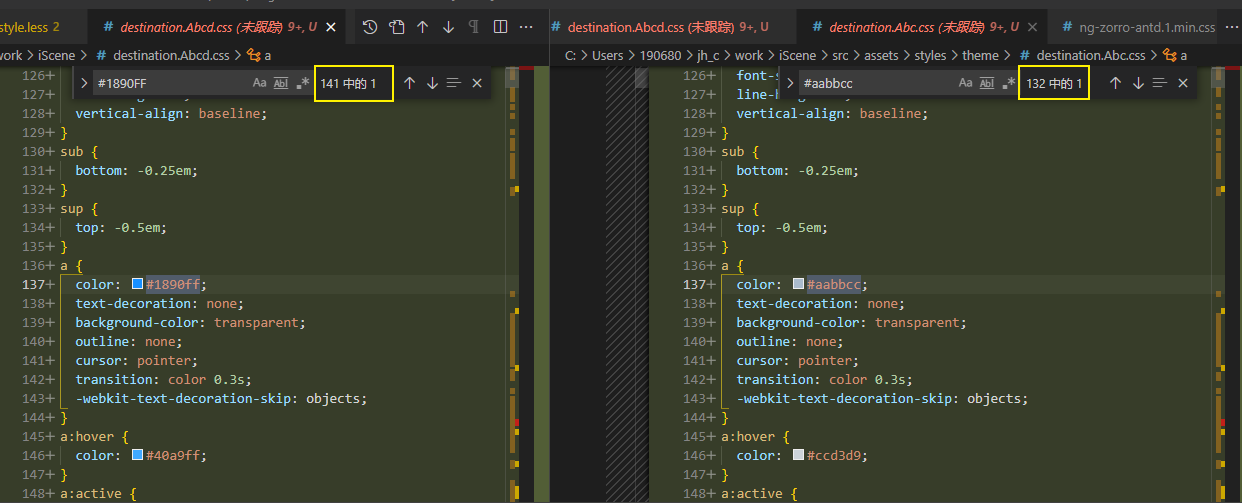 style.less 2
# destination.Abcd.css (未跟踪) 9+, U
work > iScene > # destination.Abcd.css > a
#1890FF
141 中的 1
126+
127+
128+ vertical-align: baseline;
129+ }
130+ sub {
131+ bottom: -0.25em;
132+ }
133+ sup {
134+ top: -0.5em;
135+ }
136+ a {
137+ color: #1890ff;
138+ text-decoration: none;
139+ background-color: transparent;
140+ outline: none;
141+ cursor: pointer;
142+ transition: color 0.3s;
143+ -webkit-text-decoration-skip: objects;
144+ }
145+ a:hover {
146+ color: #40a9ff;
147+ }
148+ a:active {
# destination.Abcd.css (未跟踪) 9+, U
# destination.Abc.css (未跟踪) 9+, U
# ng-zorro-antd.1.min.css
C: > Users > 190680 > jh_c > work > iScene > src > assets > styles > theme > # destination.Abc.css > a
#aabbcc
132 中的 1
126+ font-s
127+ line-h
128+ vertical-align: baseline;
129+ }
130+ sub {
131+ bottom: -0.25em;
132+ }
133+ sup {
134+ top: -0.5em;
135+ }
136+ a {
137+ color: #aabbcc;
138+ text-decoration: none;
139+ background-color: transparent;
140+ outline: none;
141+ cursor: pointer;
142+ transition: color 0.3s;
143+ -webkit-text-decoration-skip: objects;
144+ }
145+ a:hover {
146+ color: #ccd3d9;
147+ }
148+ a:active {